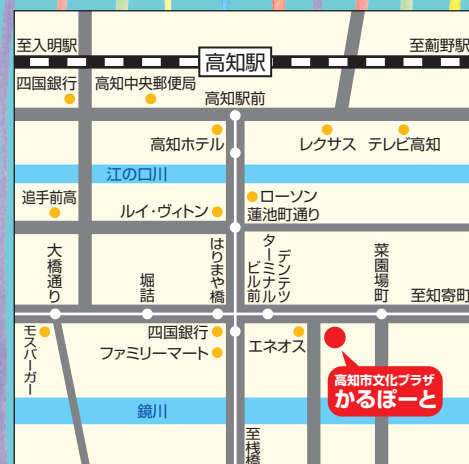 至入明駅
高知駅
至薊野駅
四国銀行
高知中央郵便局
高知駅前
高知ホテル
レクサス
テレビ高知
江の口川
追手前高
ルイ・ヴィトン
ローソン
蓮池町通り
大橋通り
堀詰
はりまや橋
デンテツ
ターミナル
ビル前
菜園場町
至知寄町
モスバーガー
四国銀行
ファミリーマート
エネオス
高知市文化プラザ
かるぽーと
鏡川
至桟橋